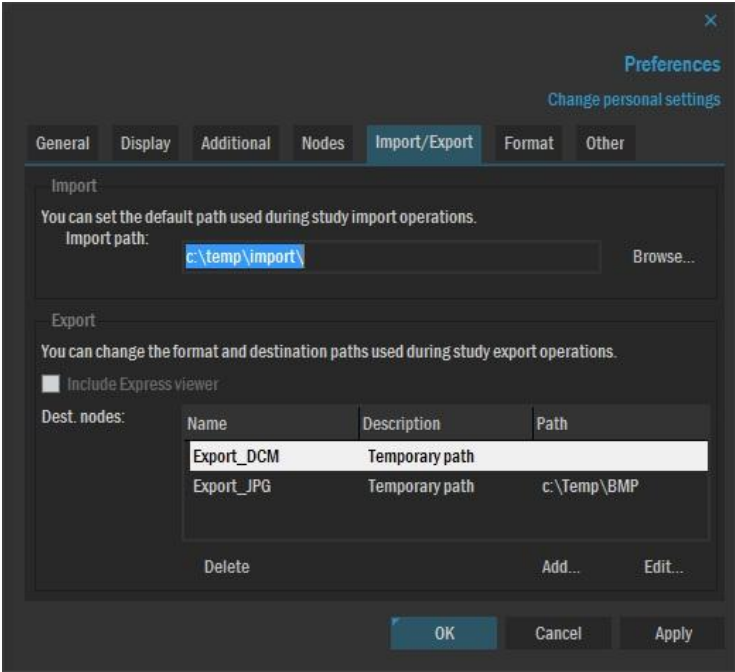 ×
Preferences
Change personal settings
General Display Additional Nodes Import/Export Format Other
Import
You can set the default path used during study import operations.
Import path:
c:\temp\import\
Browse...
Export
You can change the format and destination paths used during study export operations.
Include Express viewer
Dest. nodes:
Name Description Path
Export_DCM Temporary path
Export_JPG Temporary path c:\Temp\BMP
Delete Add... Edit...
OK Cancel Apply